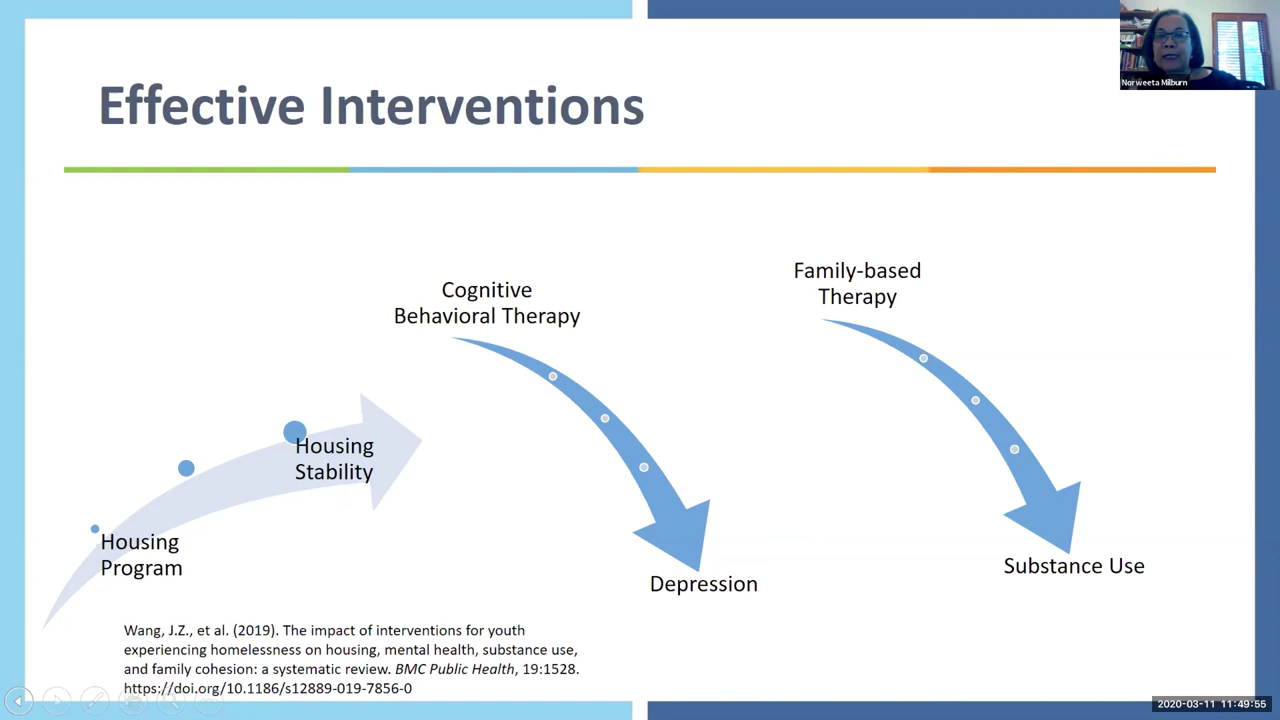 Norweeta Milburn
Effective Interventions
Family-based
Therapy
Cognitive
Behavioral Therapy
Housing
Stability
Housing
Program
Substance Use
Depression
Wang, J.Z., et al. (2019). The impact of interventions for youth
experiencing homelessness on housing, mental health, substance use,
and family cohesion: a systematic review. BMC Public Health, 19:1528.
https://doi.org/10.1186/s12889-019-7856-0
2020-03-11 11:49:55